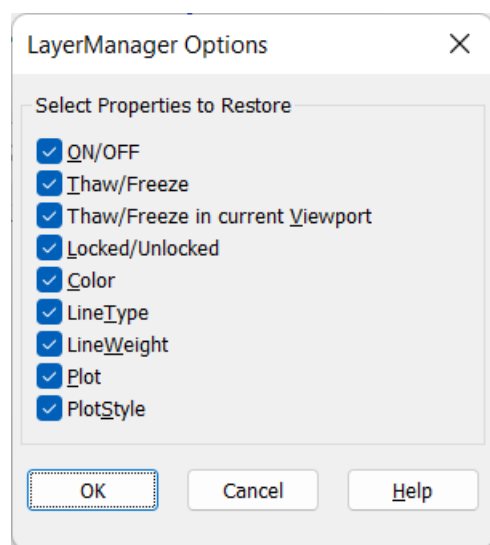 LayerManager Options
Select Properties to Restore
ON/OFF
Thaw/Freeze
Thaw/Freeze in current Viewport
Locked/Unlocked
Color
LineType
LineWeight
Plot
PlotStyle
OK Cancel Help